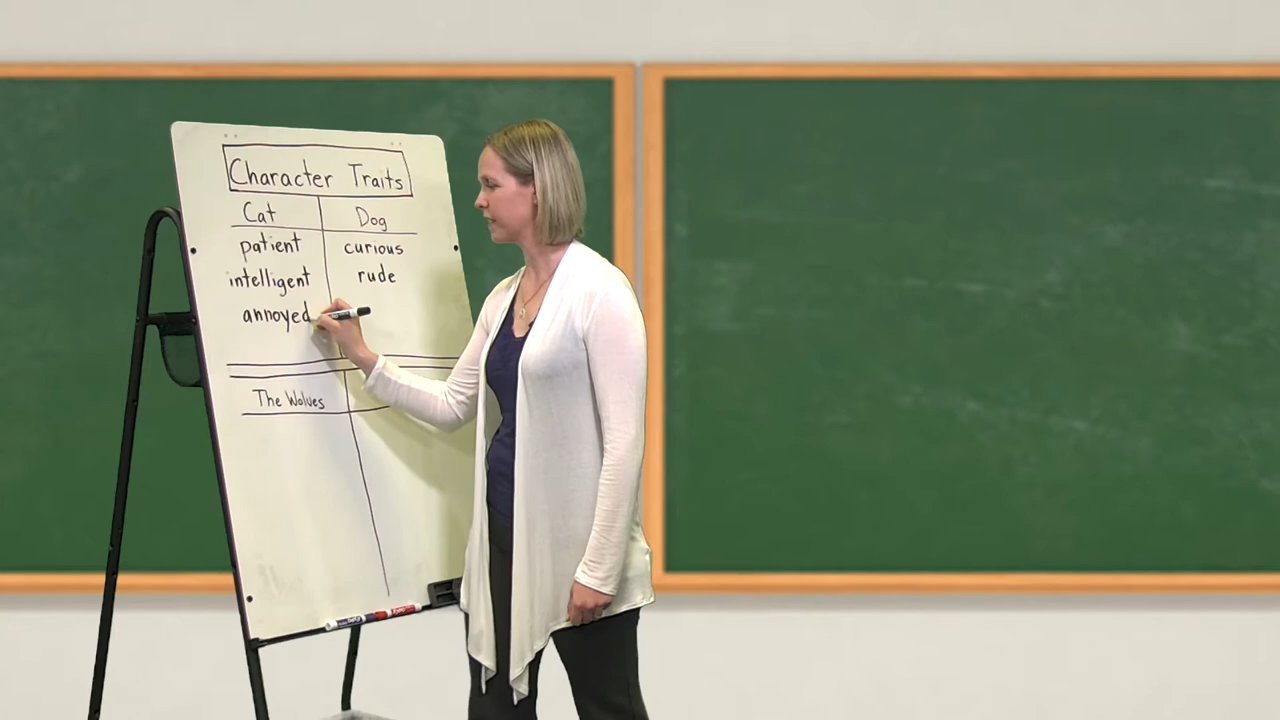 Character Traits
Cat Dog
patient curious
intelligent rude
annoyed
The Wolves